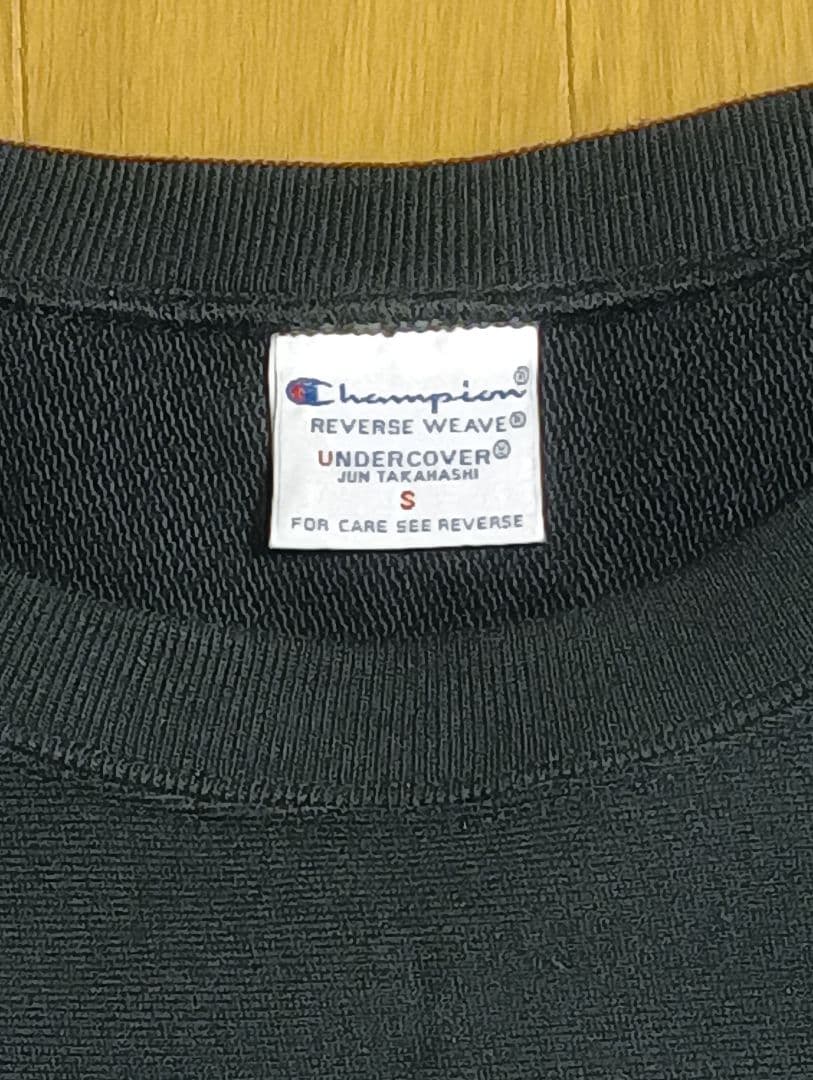 Champion®
REVERSE WEAVE®
UNDERCOVER®
JUN TAKAHASHI
S
FOR CARE SEE REVERSE